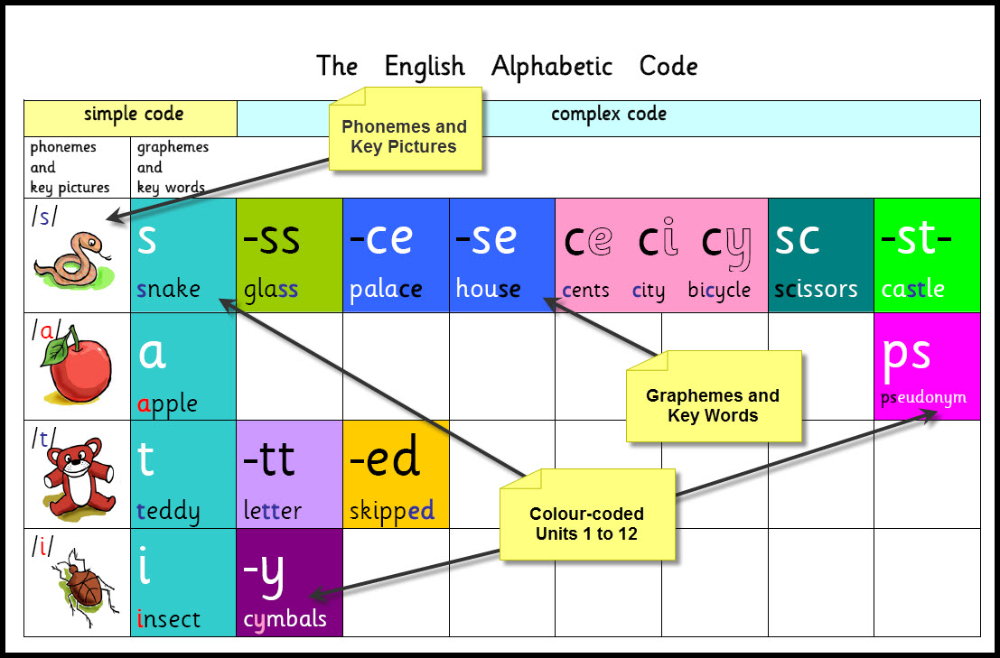 The English Alphabetic Code
simple code
complex code
Phonemes and
Key Pictures
phonemes
and
key pictures
graphemes
and
key words
/s/
s
snake
-ss
glass
-ce
palace
-se
house
ce ci cy
cents city bicycle
sc
scissors
-st-
castle
/a/
a
apple
ps
pseudonym
Graphemes and
Key Words
/t/
t
teddy
-tt
letter
-ed
skipped
Colour-coded
Units 1 to 12
/i/
i
insect
-y
cymbals